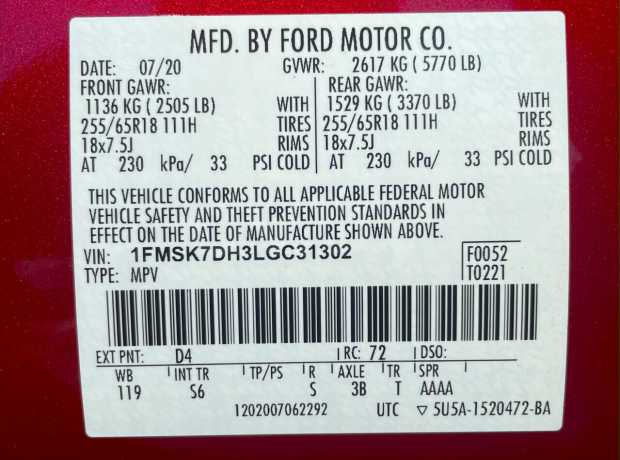 MFD. BY FORD MOTOR CO.
DATE: 07/20 GVWR: 2617 KG ( 5770 LB)
FRONT GAWR: REAR GAWR:
1136 KG ( 2505 LB) WITH 1529 KG ( 3370 LB) WITH
255/65R18 111H TIRES 255/65R18 111H TIRES
18x7.5J RIMS 18x7.5J RIMS
AT 230 kPa/ 33 PSI COLD AT 230 kPa/ 33 PSI COLD
THIS VEHICLE CONFORMS TO ALL APPLICABLE FEDERAL MOTOR
VEHICLE SAFETY AND THEFT PREVENTION STANDARDS IN
EFFECT ON THE DATE OF MANUFACTURE SHOWN ABOVE.
VIN: 1FMSK7DH3LGC31302 F0052
TYPE: MPV T0221
EXT PNT: D4 RC: 72 DSO:
WB INT TR TP/PS R AXLE TR SPR
119 S6 S 3B T AAAA
1202007062292 UTC ▽ 5U5A-1520472-BA